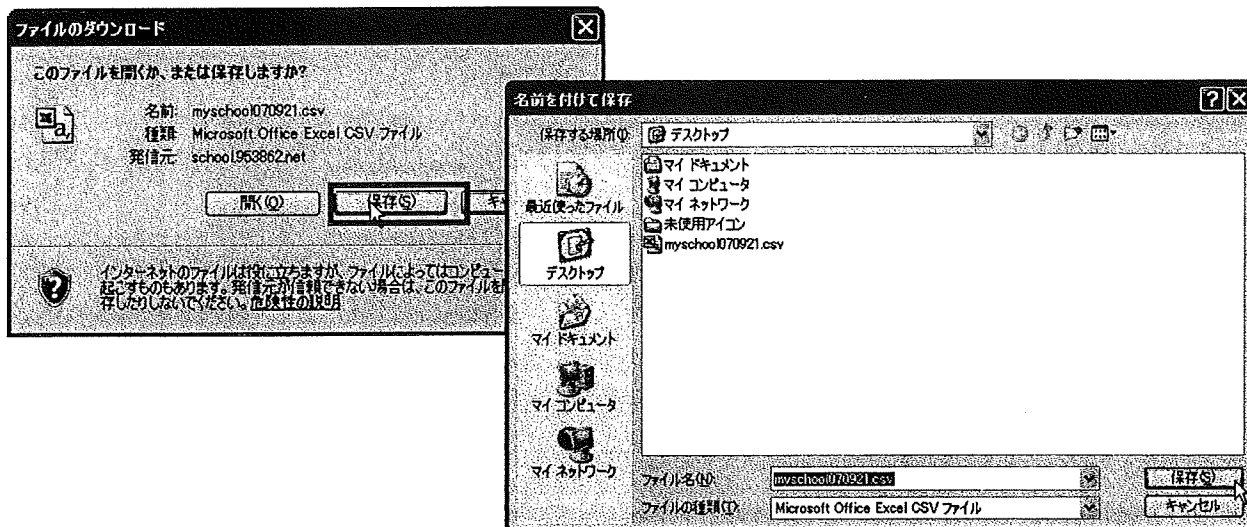 ファイルのダウンロード
このファイルを開くか、または保存しますか?
名前: myschool070921.csv
種類: Microsoft Office Excel CSV ファイル
発信元: school.953862.net
開く(O) 保存(S) キャ
インターネットのファイルは役に立ちますが、ファイルによってはコンピュー
起こすものもあります。発信元が信頼できない場合は、このファイルを
存したりしないでください。危険性の説明
名前を付けて保存
保存する場所(I): デスクトップ
最近使ったファイル
デスクトップ
マイ ドキュメント
マイ コンピュータ
マイ ネットワーク
マイ ドキュメント
マイ コンピュータ
マイ ネットワーク
未使用アイコン
myschool070921.csv
ファイル名(N): myschool070921.csv 保存(S)
ファイルの種類(T): Microsoft Office Excel CSV ファイル キャンセル